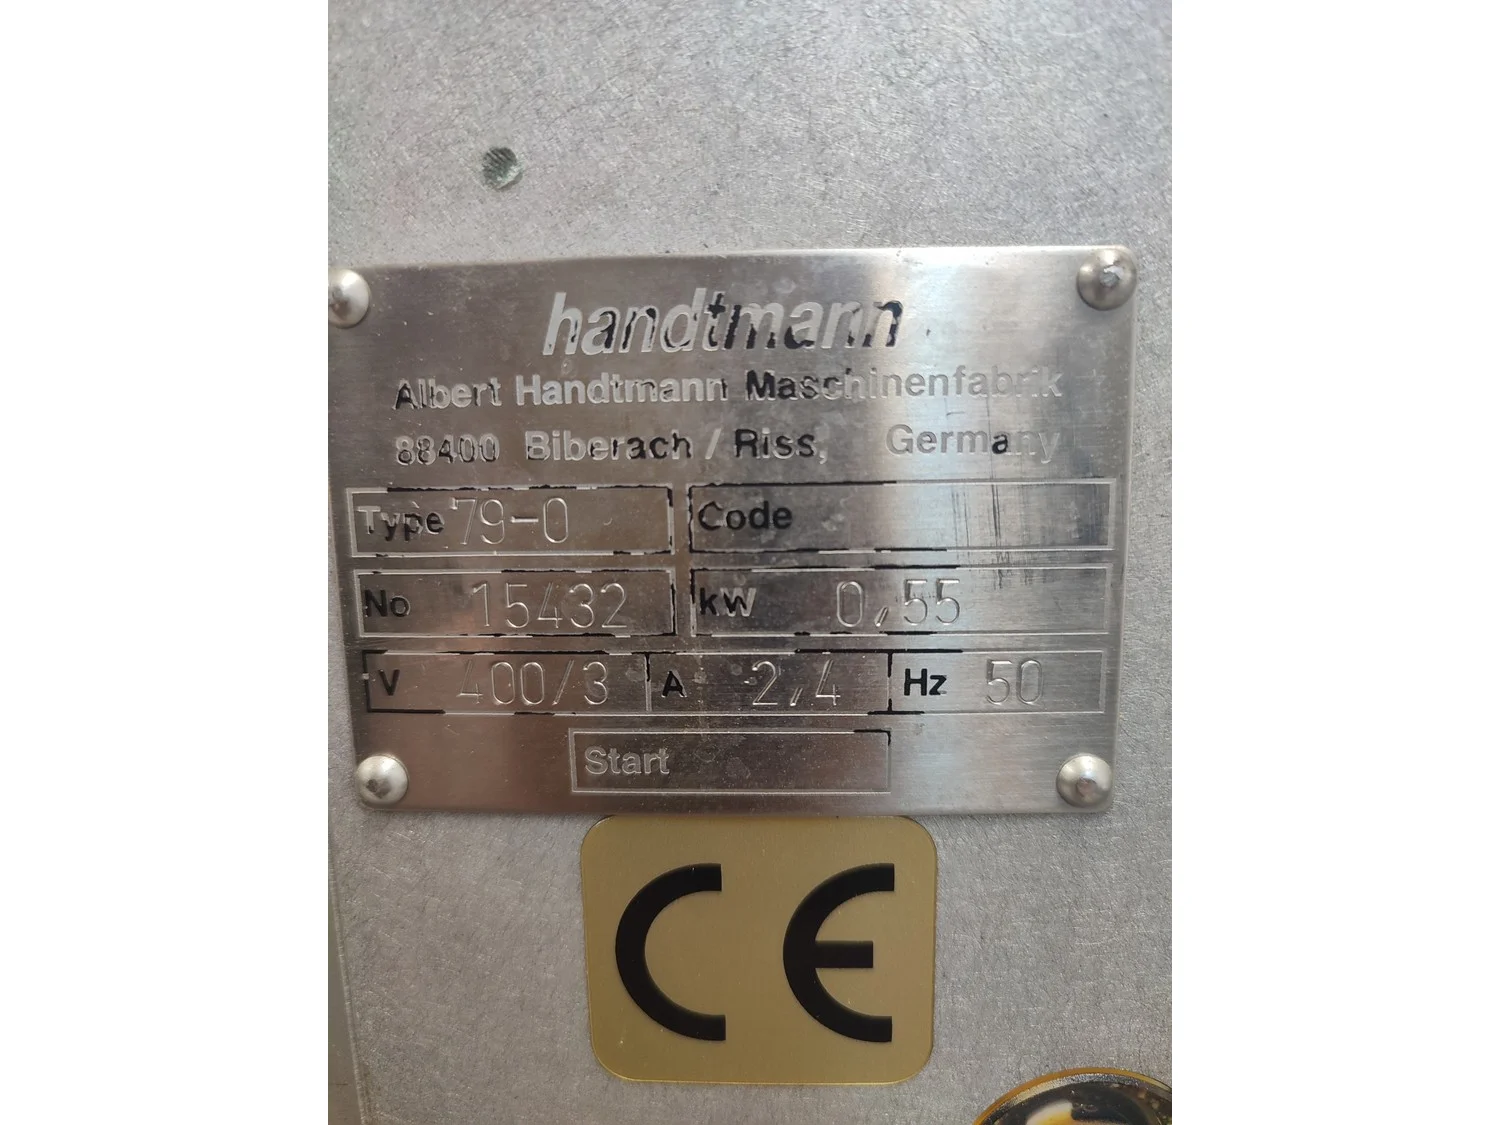 handtmann
Albert Handtmann Maschinenfabrik
88400 Biberach / Riss, Germany
Type 79-0 Code
No 15432 kW 0,55
V 400/3 A 2,4 Hz 50
Start
CE